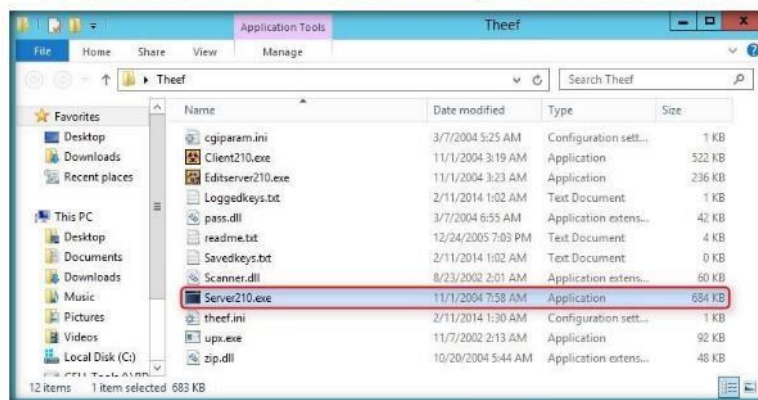 Application Tools
Theef
File
Home
Share
View
Manage
Theef
Search Theef
Favorites
Desktop
Downloads
Recent places
This PC
Desktop
Documents
Downloads
Music
Pictures
Videos
Local Disk (C:)
Name Date modified Type Size
cgiparam.ini 3/7/2004 5:25 AM Configuration sett... 1 KB
Client210.exe 11/1/2004 3:19 AM Application 522 KB
Editserver210.exe 11/1/2004 3:23 AM Application 236 KB
Loggedkeys.txt 2/11/2014 1:02 AM Text Document 1 KB
pass.dll 3/7/2004 6:55 AM Application extens... 42 KB
readme.txt 12/24/2005 7:03 PM Text Document 4 KB
Savedkeys.txt 2/11/2014 1:02 AM Text Document 0 KB
Scanner.dll 8/23/2002 2:01 AM Application extens... 60 KB
Server210.exe 11/1/2004 7:58 AM Application 684 KB
theef.ini 2/11/2014 1:30 AM Configuration sett... 1 KB
upx.exe 11/7/2002 2:13 AM Application 92 KB
zip.dll 10/20/2004 5:44 AM Application extens... 48 KB
12 items 1 item selected 683 KB